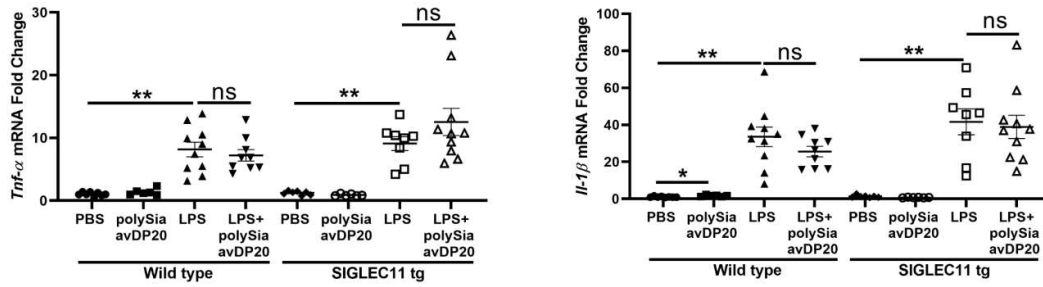 Tnf-α mRNA Fold Change
30
20
10
0
**
ns
**
ns
PBS
polySia
avDP20
LPS
LPS+
polySia
avDP20
PBS
polySia
avDP20
LPS
LPS+
polySia
avDP20
Wild type
SIGLEC11 tg
Il-1β mRNA Fold Change
100
80
60
40
20
0
*
**
ns
**
ns
PBS
polySia
avDP20
LPS
LPS+
polySia
avDP20
PBS
polySia
avDP20
LPS
LPS+
polySia
avDP20
Wild type
SIGLEC11 tg